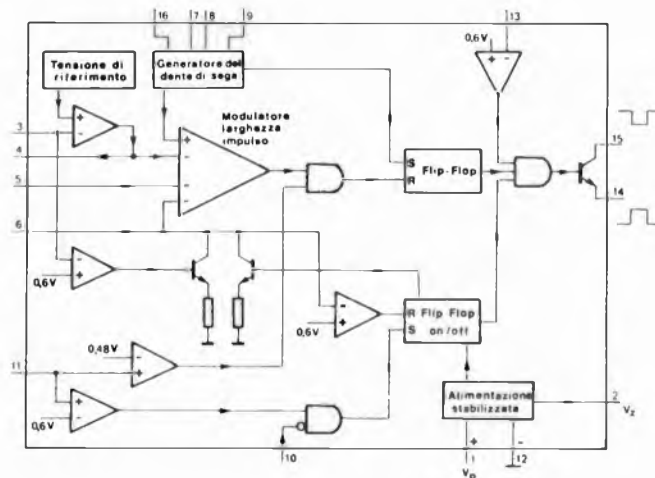 16 7 8 9 13
0,6V
+ -
Tensione di
riferimento
Generatore del
dente di sega
Modulatore
larghezza
impulso
3
+
-
4
+
-
-
-
5
6
S
R
Flip-Flop
15
14
-
+
0,6V
-
+
0,6V
R Flip Flop
S on/off
0,48V
-
+
11
+
-
0,6V
10
Alimentazione
stabilizzata
2
Vz
+ -
1 12